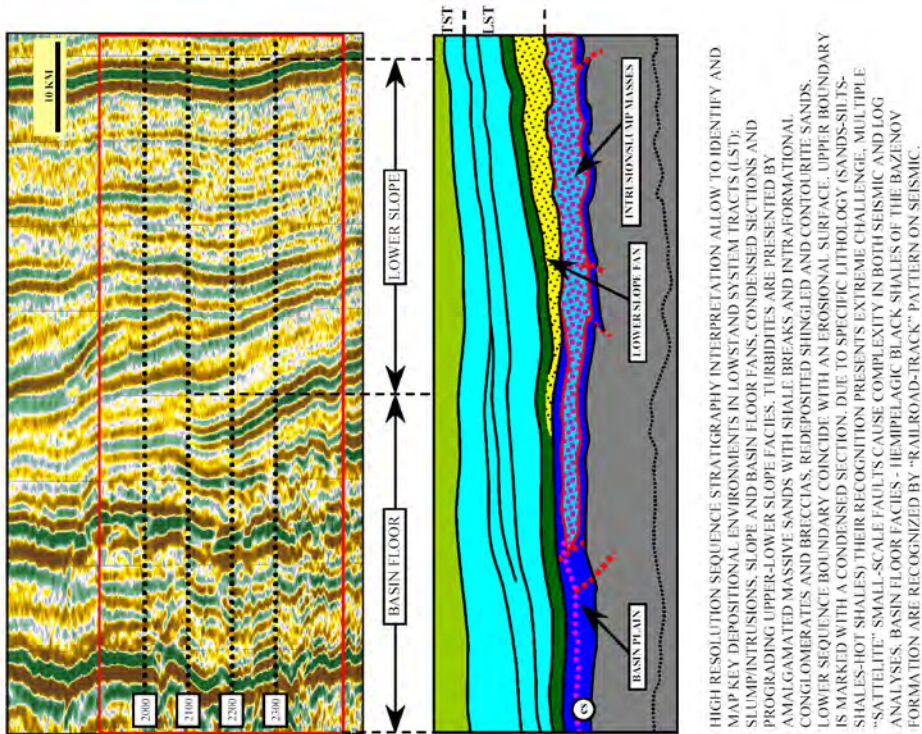 10 KM
2000
2100
2200
2300
BASIN FLOOR
LOWER SLOPE
TST
LST
LOWER SLOPE FAN
INTRUSION/SLUMP MASSES
cs
BASIN PLAIN
HIGH RESOLUTION SEQUENCE STRATIGRAPHY INTERPRETATION ALLOW TO IDENTIFY AND
MAP KEY DEPOSITIONAL ENVIRONMENTS IN LOWSTAND SYSTEM TRACTS (LST):
SLUMP/INTRUSIONS, SLOPE AND BASIN FLOOR FANS, CONDENSED SECTIONS AND
PROGRADING UPPER-LOWER SLOPE FACIES. TURBIDITES ARE PRESENTED BY
AMALGAMATED MASSIVE SANDS WITH SHALE BREAKS AND INTRAFORMATIONAL
CONGLOMERATES AND BRECCIAS, REDEPOSITED SHINGLED AND CONTOURITE SANDS.
LOWER SEQUENCE BOUNDARY COINCIDE WITH AN EROSIONAL SURFACE, UPPER BOUNDARY
IS MARKED WITH A CONDENSED SECTION. DUE TO SPECIFIC LITHOLOGY (SANDS-SILTS-
SHALES-HOT SHALES) THEIR RECOGNITION PRESENTS EXTREME CHALLENGE, MULTIPLE
"SATTELITE" SMALL-SCALE FAULTS CAUSE COMPLEXITY IN BOTH SEISMIC AND LOG
ANALYSES. BASIN FLOOR FACIES - HEMIPELAGIC BLACK SHALES OF THE BAZENOV
FORMATION ARE RECOGNIZED BY "RAILROAD-TRACK" PATTERN ON SEISMIC.